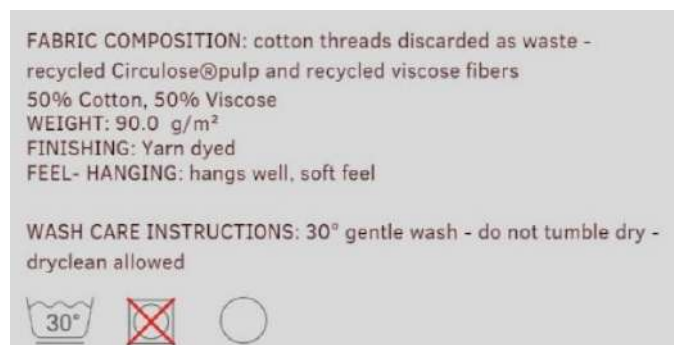 FABRIC COMPOSITION: cotton threads discarded as waste -
recycled Circulose®pulp and recycled viscose fibers
50% Cotton, 50% Viscose
WEIGHT: 90.0 g/m²
FINISHING: Yarn dyed
FEEL- HANGING: hangs well, soft feel
WASH CARE INSTRUCTIONS: 30° gentle wash - do not tumble dry -
dryclean allowed
30°